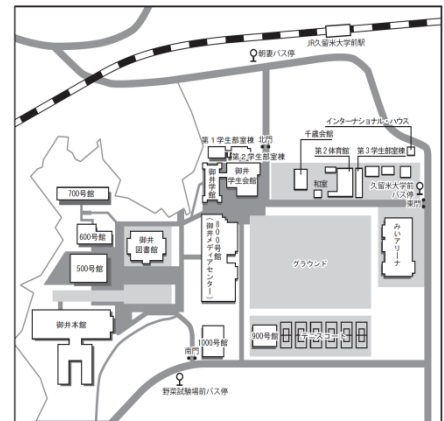 JR久留米大学前駅
朝妻バス停
インターナショナル・ハウス
千歳会館
第1学生部室棟
北門
第2体育館
第3学生部室棟
第2学生部室棟
御井学館
御井
学生会館
和室
久留米大学前
バス停
東門
700号館
600号館
500号館
御井
図書館
800号館
(御井メディアセンター)
グラウンド
みいアリーナ
御井本館
1000号館
900号館
テニスコート
南門
野菜試験場前バス停